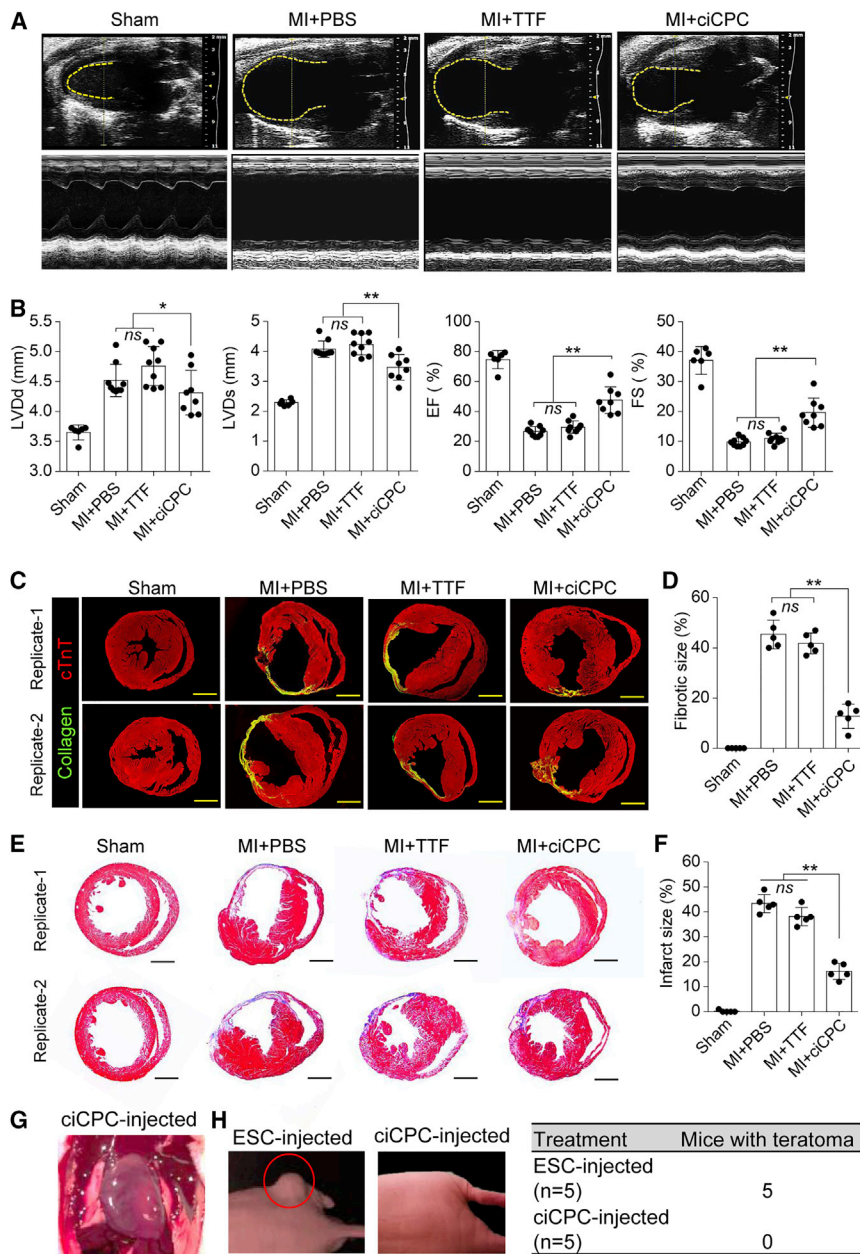 A
Sham
MI+PBS
MI+TTF
MI+ciCPC
B
LVDd (mm)
5.5
5.0
4.5
4.0
3.5
3.0
ns
*
Sham
MI+PBS
MI+TTF
MI+ciCPC
LVDs (mm)
5
4
3
2
1
0
ns
**
Sham
MI+PBS
MI+TTF
MI+ciCPC
EF ( %)
100
80
60
40
20
0
ns
**
Sham
MI+PBS
MI+TTF
MI+ciCPC
FS ( %)
50
40
30
20
10
0
ns
**
Sham
MI+PBS
MI+TTF
MI+ciCPC
C
Sham
MI+PBS
MI+TTF
MI+ciCPC
Replicate-1
Replicate-2
cTnT
Collagen
D
Fibrotic size (%)
60
40
20
0
ns
**
Sham
MI+PBS
MI+TTF
MI+ciCPC
E
Sham
MI+PBS
MI+TTF
MI+ciCPC
Replicate-1
Replicate-2
F
Infarct size (%)
60
50
40
30
20
10
0
ns
**
Sham
MI+PBS
MI+TTF
MI+ciCPC
G
ciCPC-injected
H
ESC-injected
ciCPC-injected
Treatment Mice with teratoma
ESC-injected
(n=5) 5
ciCPC-injected
(n=5) 0